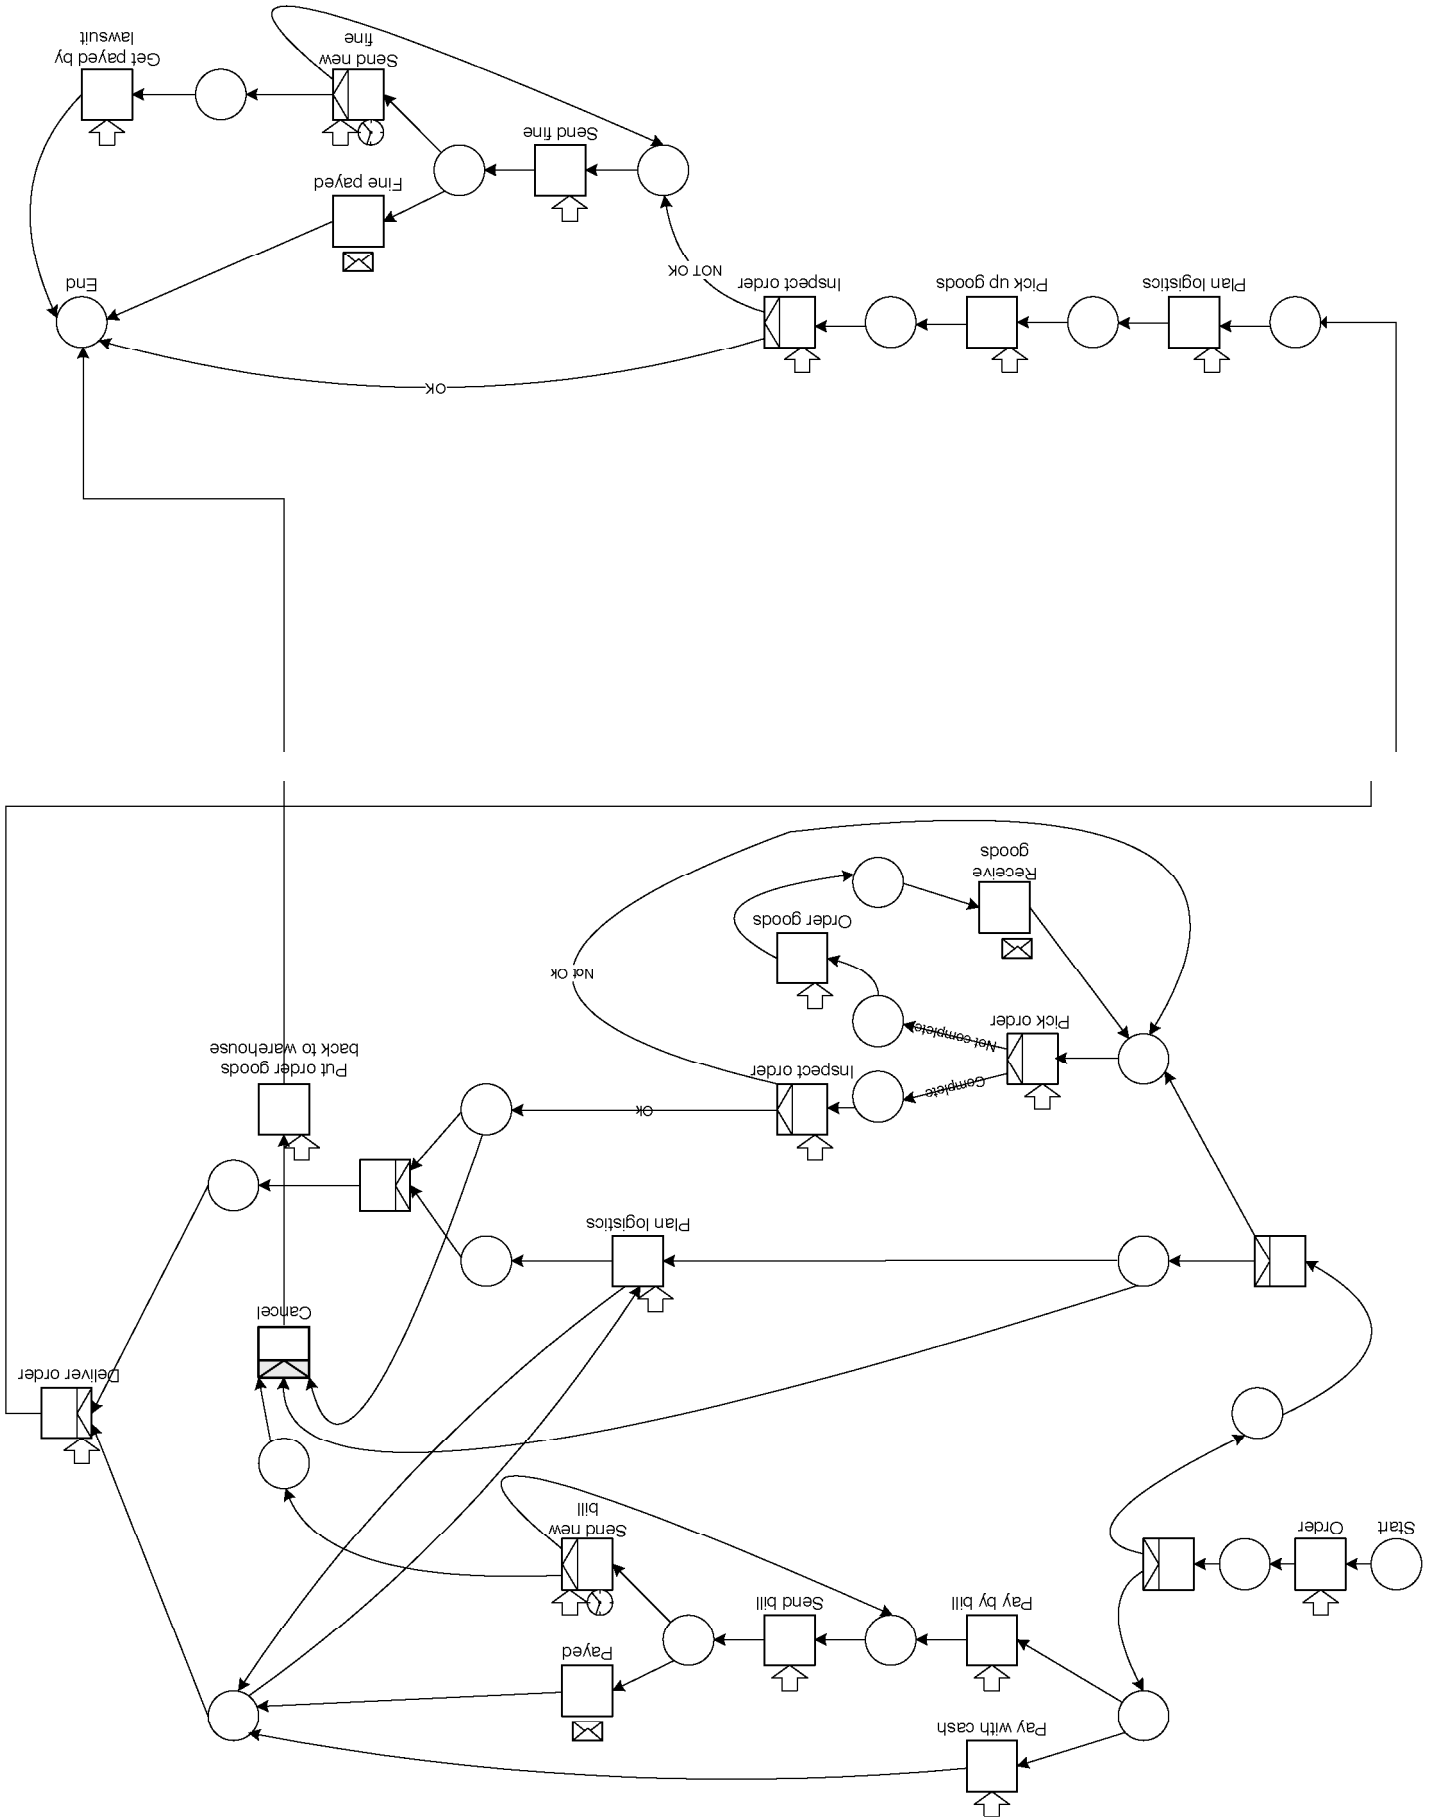 Pay with cash
Payed
Pay by bill
Send bill
Start
Order
Send new
bill
Deliver order
Cancel
Plan logistics
Ok
Complete
Inspect order
Put order goods
back to warehouse
Not complete
Pick order
Not Ok
Order goods
Receive
goods
OK
Plan logistics
Pick up goods
Inspect order
End
NOT OK
Fine payed
Send fine
Send new
fine
Get payed by
lawsuit